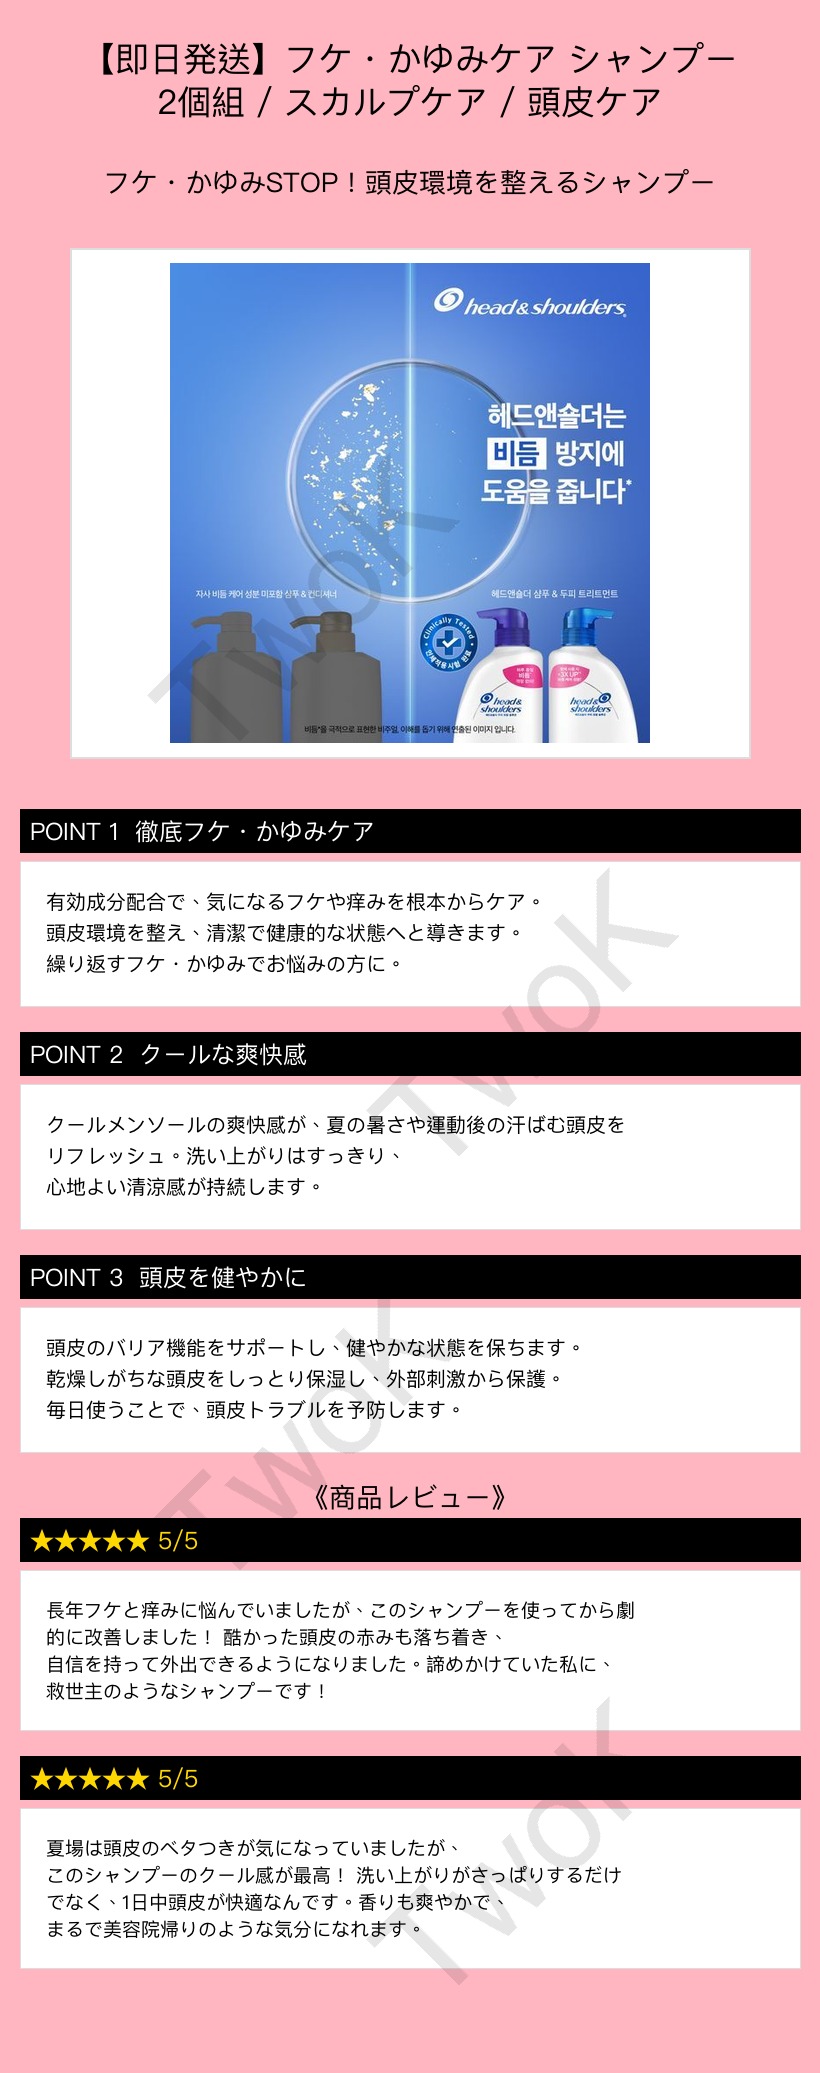 【即日発送】フケ・かゆみケア シャンプー
2個組 / スカルプケア / 頭皮ケア
フケ・かゆみSTOP！頭皮環境を整えるシャンプー
head&shoulders
헤드앤숄더는
비듬 방지에
도움을 줍니다*
자사 비듬 케어 성분 미포함 샴푸 & 컨디셔너
헤드앤숄더 샴푸 & 두피 트리트먼트
Clinically Tested
인체적용시험 완료
비듬
3X UP
head&
shoulders
head&
shoulders
비듬*을 극적으로 표현한 비주얼, 이해를 돕기 위해 연출된 이미지 입니다.
POINT 1 徹底フケ・かゆみケア
有効成分配合で、気になるフケや痒みを根本からケア。
頭皮環境を整え、清潔で健康的な状態へと導きます。
繰り返すフケ・かゆみでお悩みの方に。
POINT 2 クールな爽快感
クールメンソールの爽快感が、夏の暑さや運動後の汗ばむ頭皮を
リフレッシュ。洗い上がりはすっきり、
心地よい清涼感が持続します。
POINT 3 頭皮を健やかに
頭皮のバリア機能をサポートし、健やかな状態を保ちます。
乾燥しがちな頭皮をしっとり保湿し、外部刺激から保護。
毎日使うことで、頭皮トラブルを予防します。
《商品レビュー》
★★★★★ 5/5
長年フケと痒みに悩んでいましたが、このシャンプーを使ってから劇
的に改善しました！ 酷かった頭皮の赤みも落ち着き、
自信を持って外出できるようになりました。諦めかけていた私に、
救世主のようなシャンプーです！
★★★★★ 5/5
夏場は頭皮のベタつきが気になっていましたが、
このシャンプーのクール感が最高！ 洗い上がりがさっぱりするだけ
でなく、1日中頭皮が快適なんです。香りも爽やかで、
まるで美容院帰りのような気分になれます。
TwoK
TwoK
TwoK
TwoK